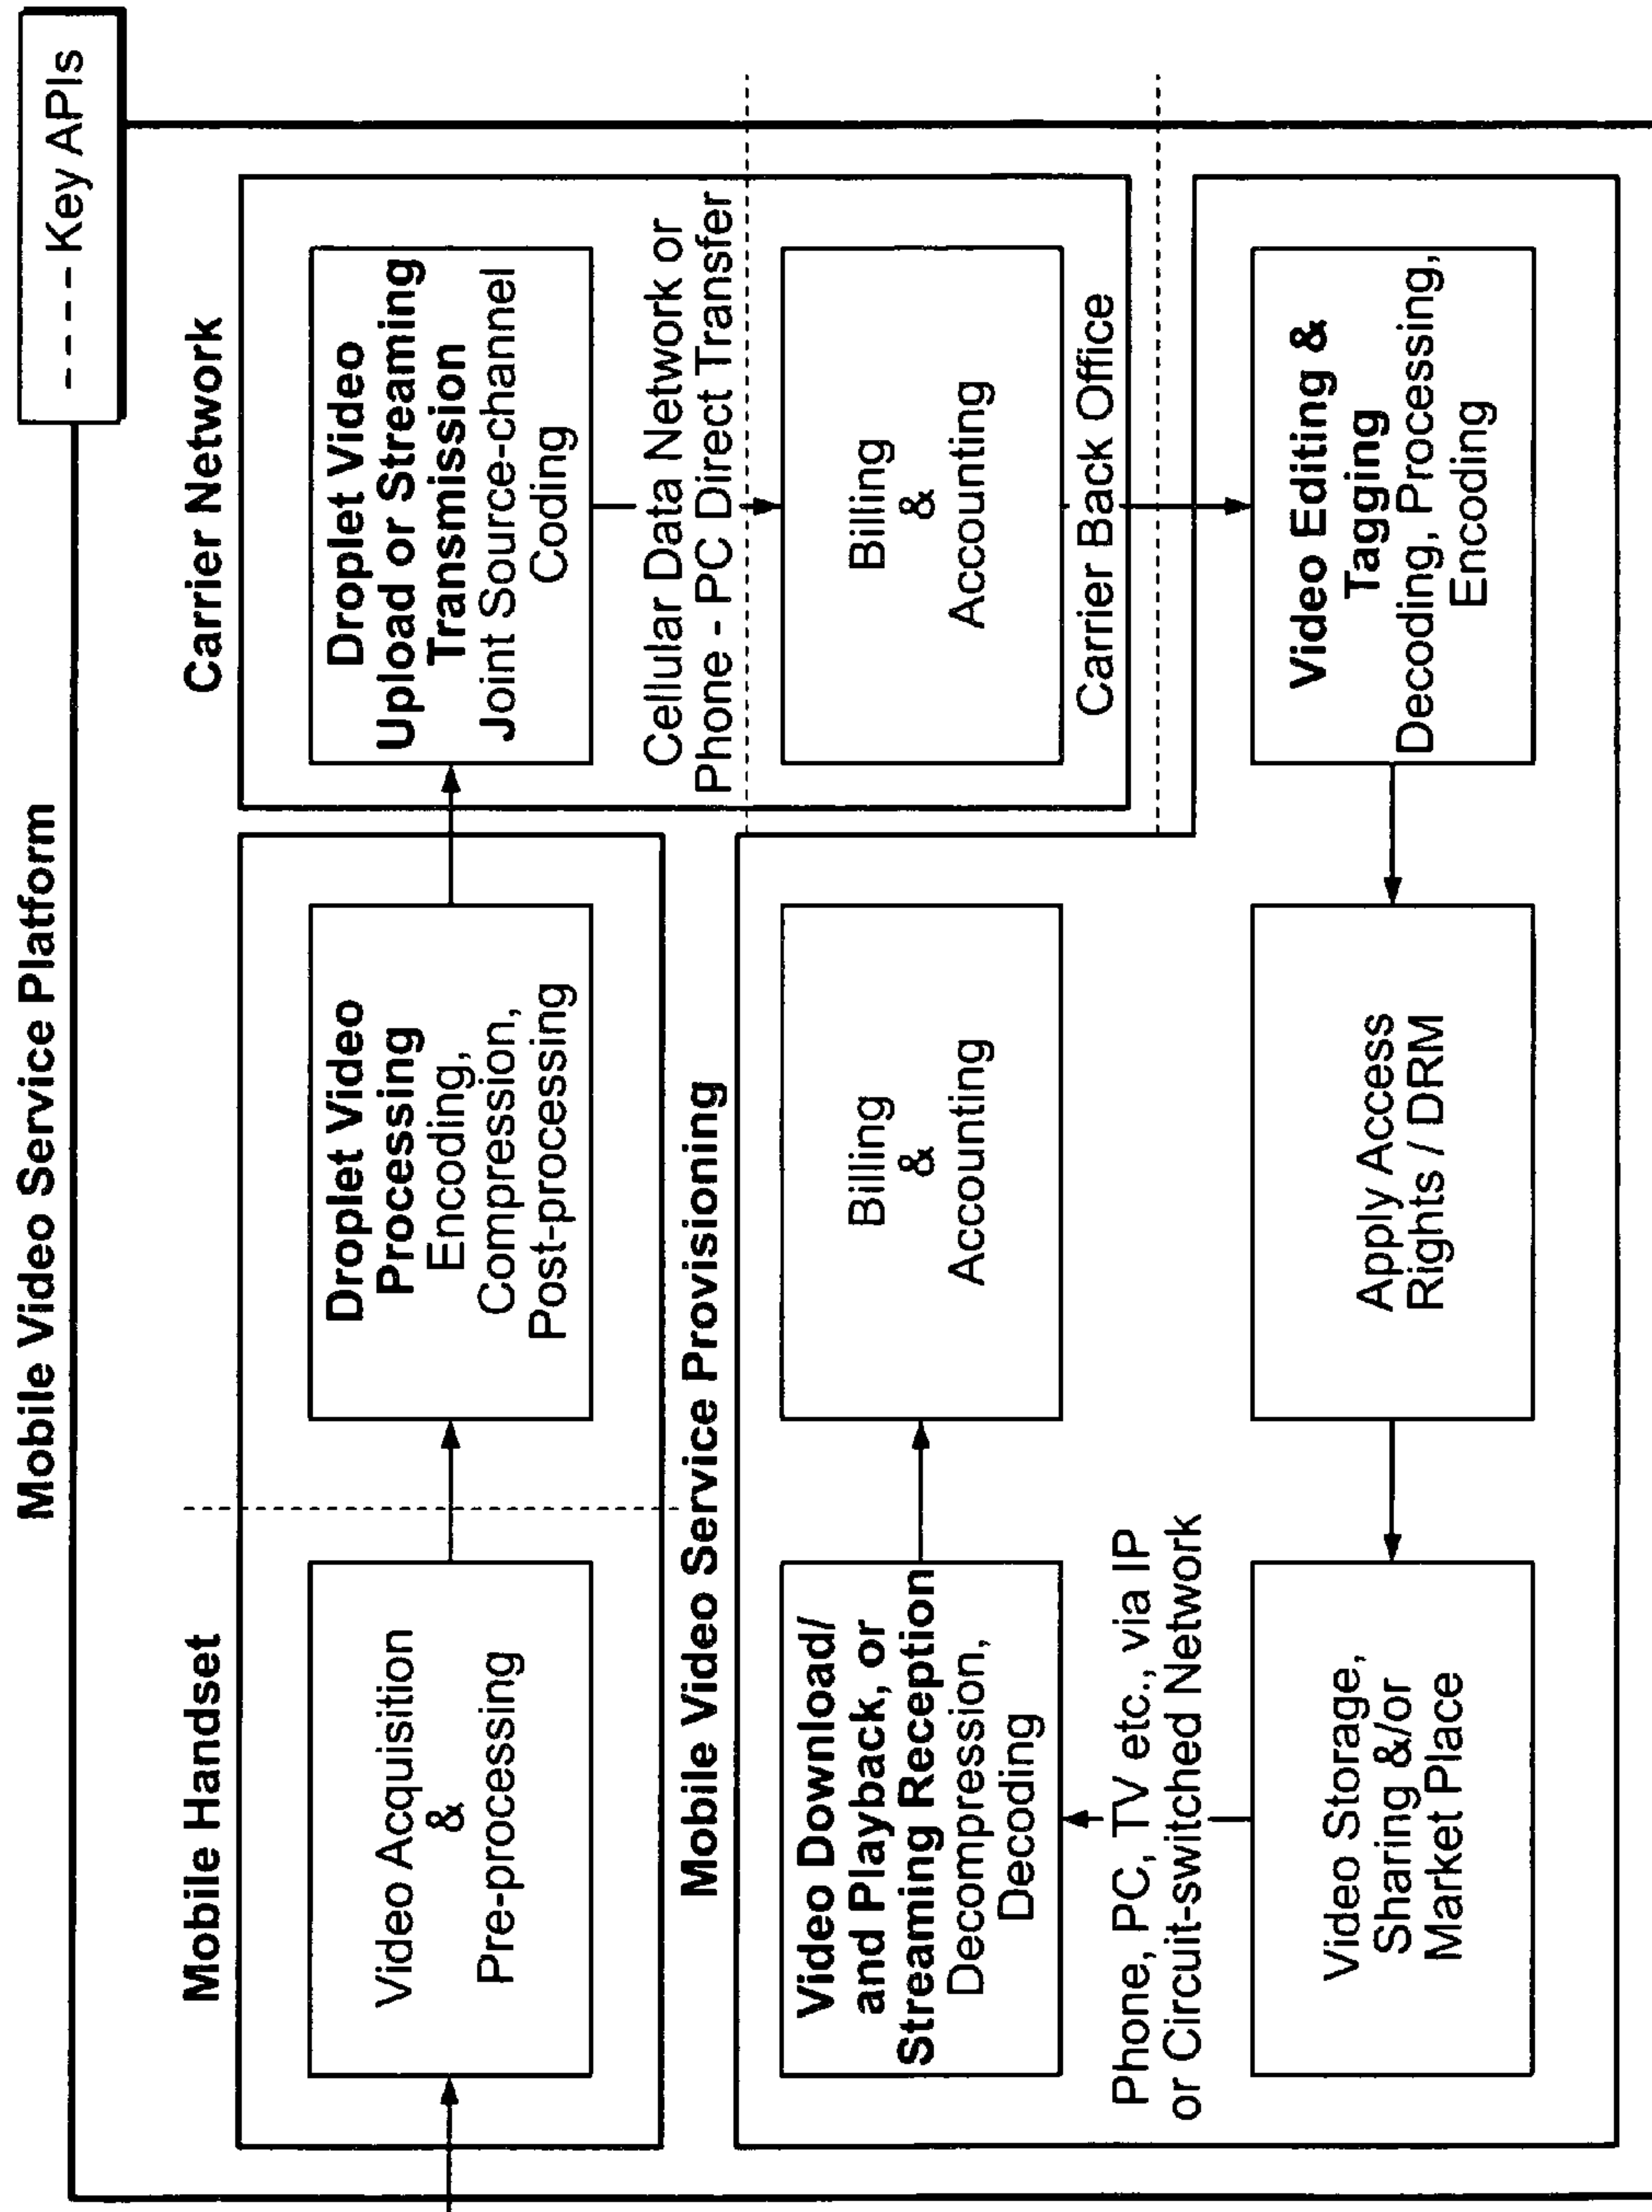 Mobile Video Service Platform
- - - - Key APIs
Mobile Handset
Carrier Network
Video Acquisition
&
Pre-processing
Droplet Video
Processing
Encoding,
Compression,
Post-processing
Droplet Video
Upload or Streaming
Transmission
Joint Source-channel
Coding
Cellular Data Network or
Phone - PC Direct Transfer
Mobile Video Service Provisioning
Video Download/
and Playback, or
Streaming Reception
Decompression,
Decoding
Billing
&
Accounting
Billing
&
Accounting
Phone, PC, TV etc., via IP
or Circuit-switched Network
Carrier Back Office
Video Storage,
Sharing &/or
Market Place
Apply Access
Rights / DRM
Video Editing &
Tagging
Decoding, Processing,
Encoding